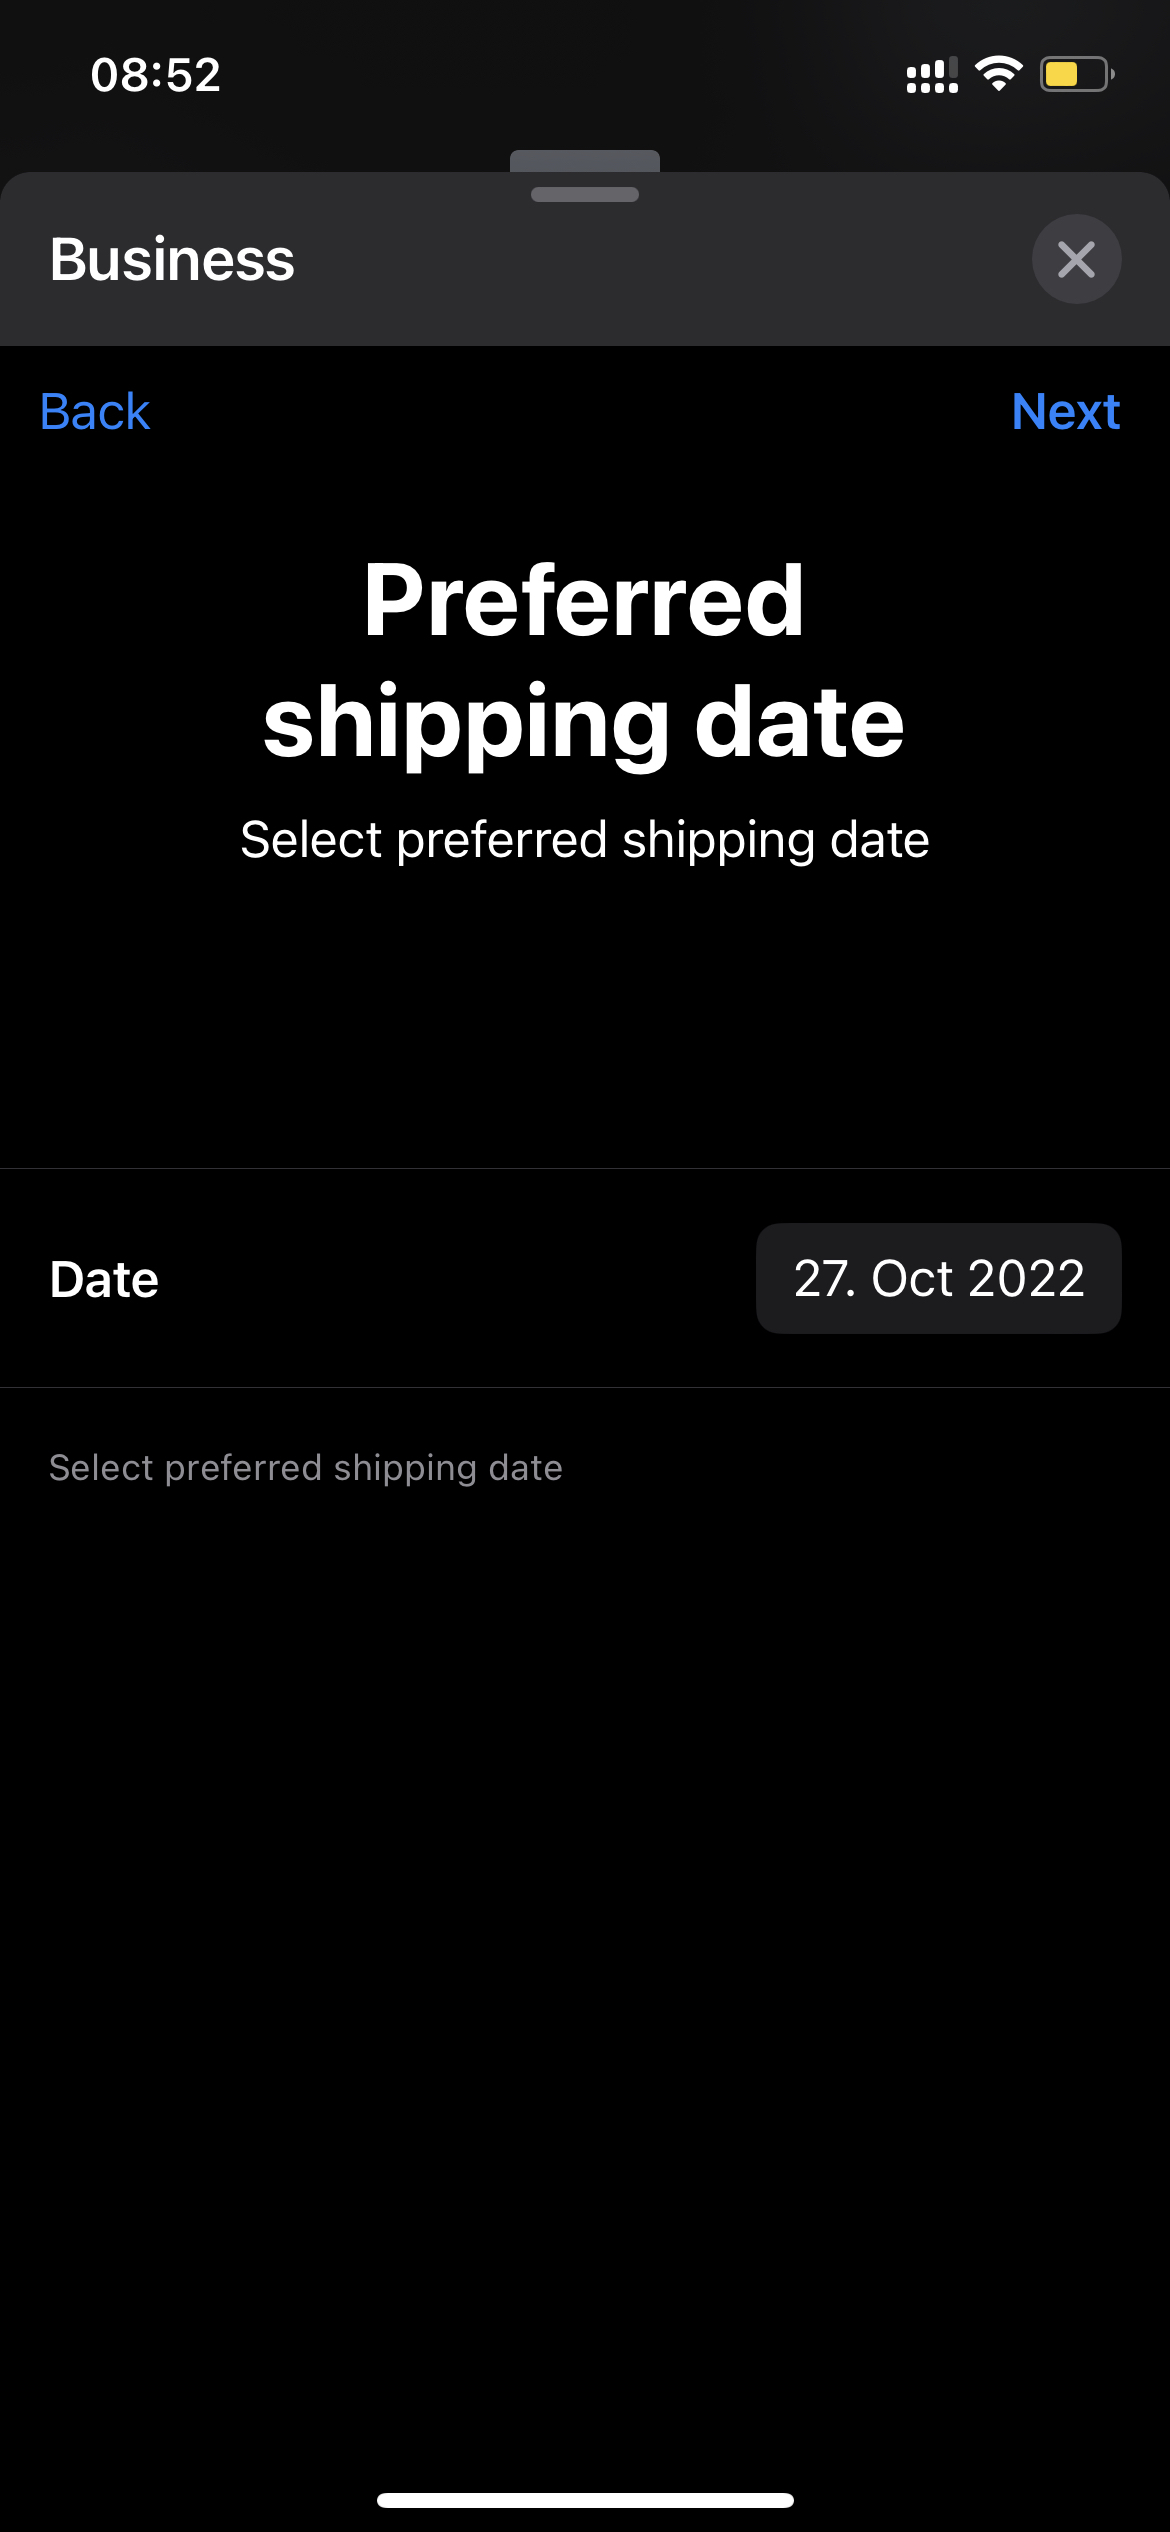 08:52
Business
Back
Next
Preferred
shipping date
Select preferred shipping date
Date
27. Oct 2022
Select preferred shipping date